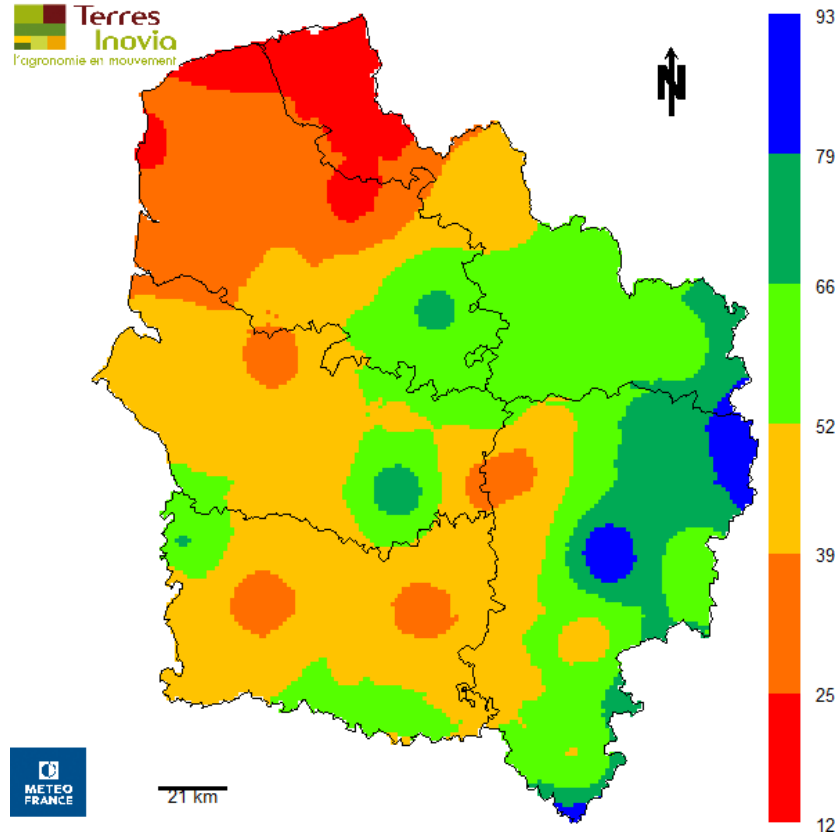 Terres
Inovia
l'agronomie en mouvement
N
93
79
66
52
39
25
12
METEO
FRANCE
21 km